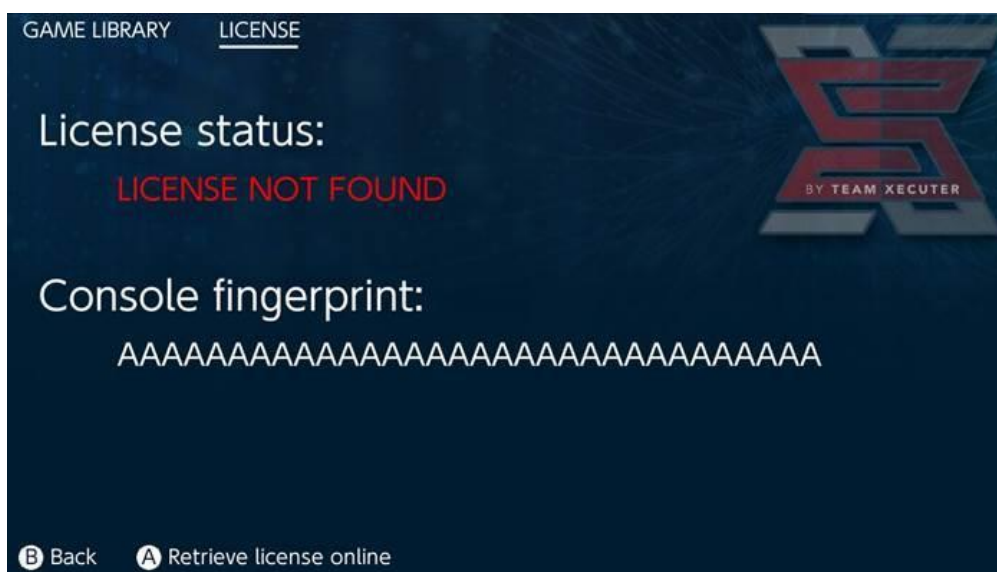 GAME LIBRARY LICENSE
License status:
LICENSE NOT FOUND
BY TEAM XECUTER
Console fingerprint:
AAAAAAAAAAAAAAAAAAAAAAAAAAAAAAAA
B Back A Retrieve license online